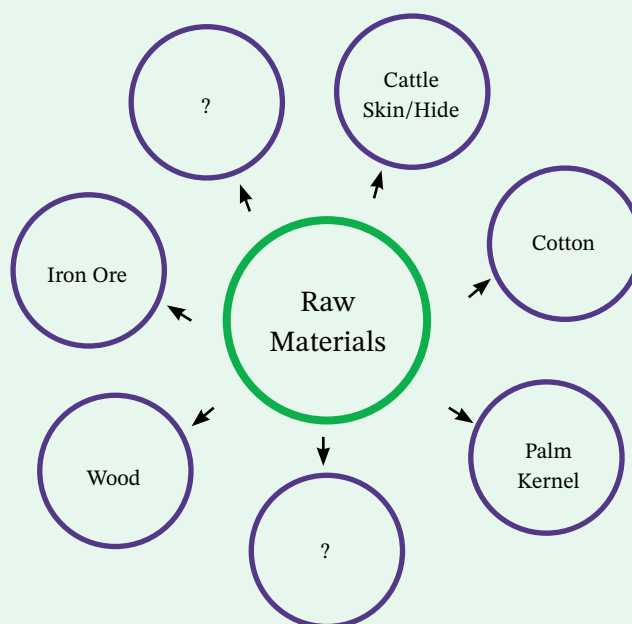 ?
Cattle
Skin/Hide
Cotton
Iron Ore
Raw
Materials
Palm
Kernel
Wood
?